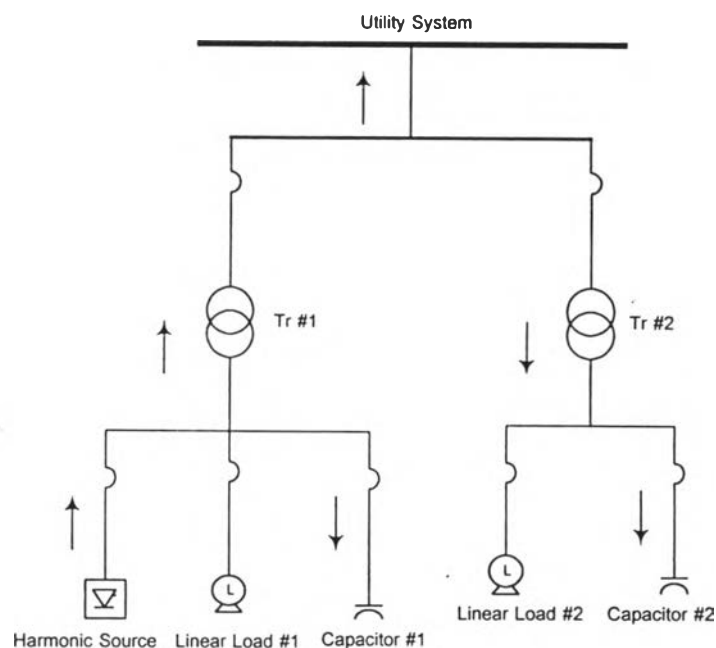 Utility System
Tr #1
Tr #2
L
L
Linear Load #2 Capacitor #2
Harmonic Source Linear Load #1 Capacitor #1